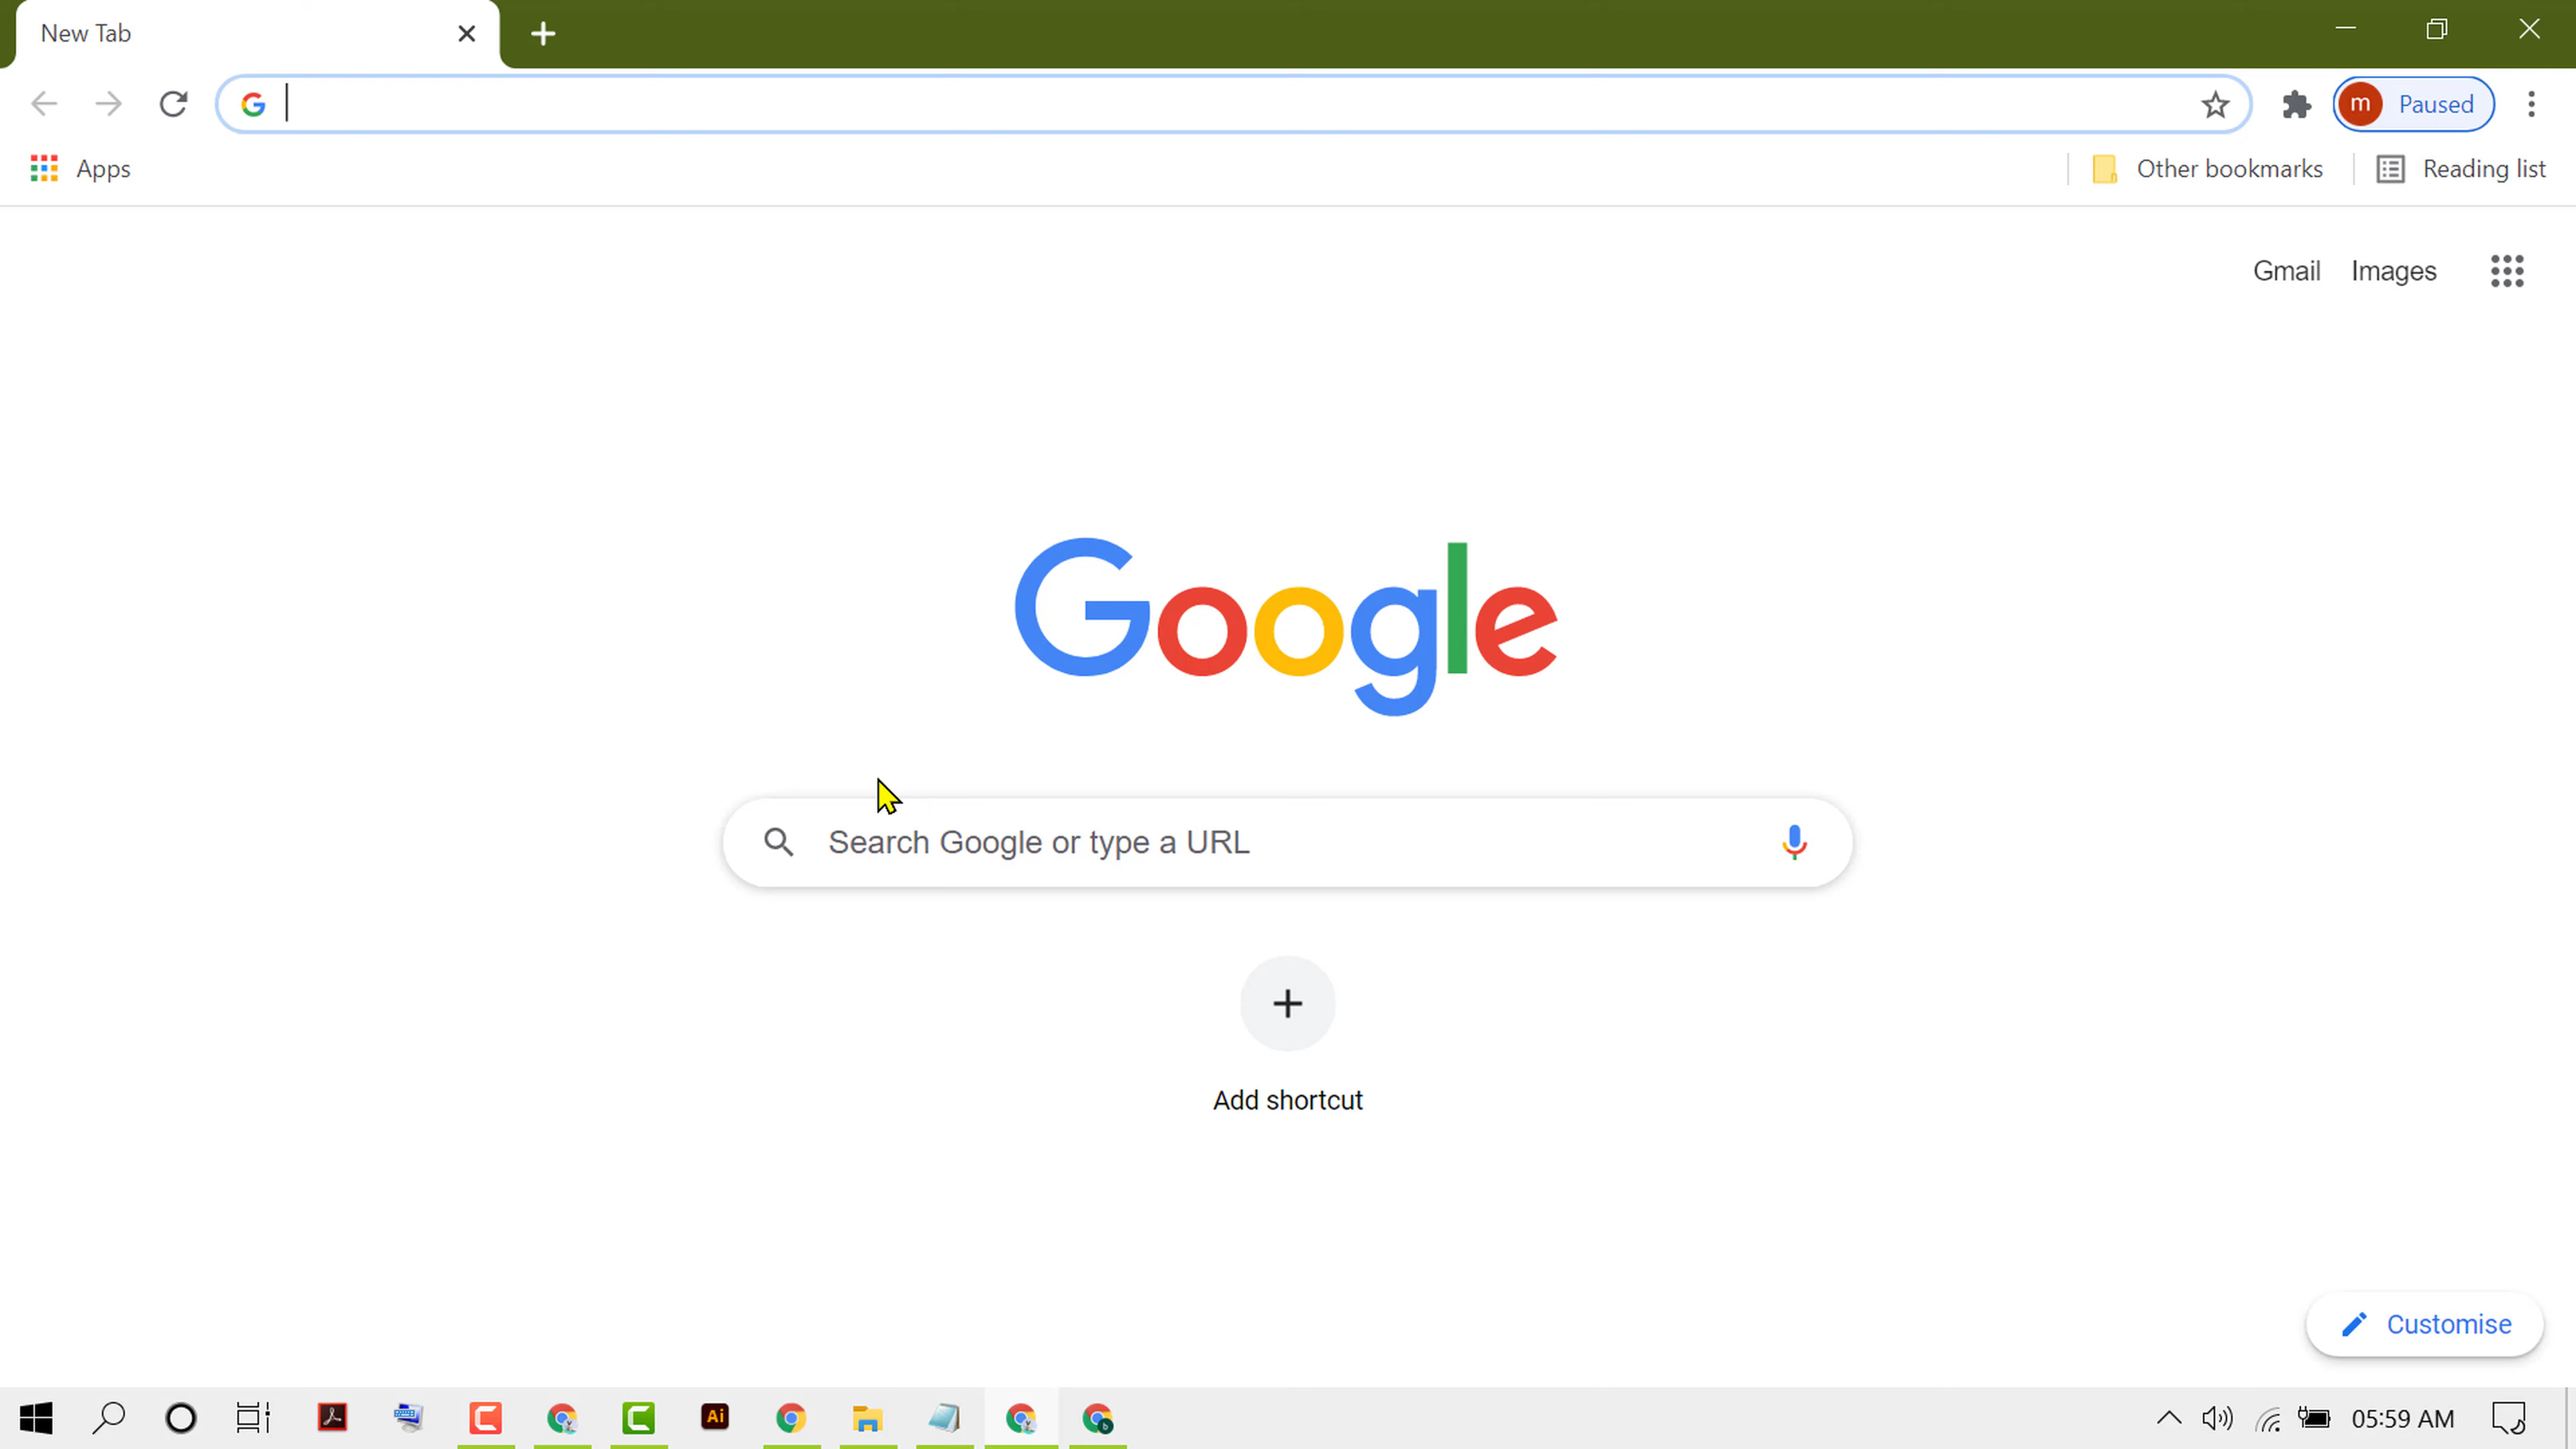 New Tab
Paused
m
Apps
Other bookmarks
Reading list
Gmail
Images
Google
Search Google or type a URL
Add shortcut
Customise
Ai
05:59 AM